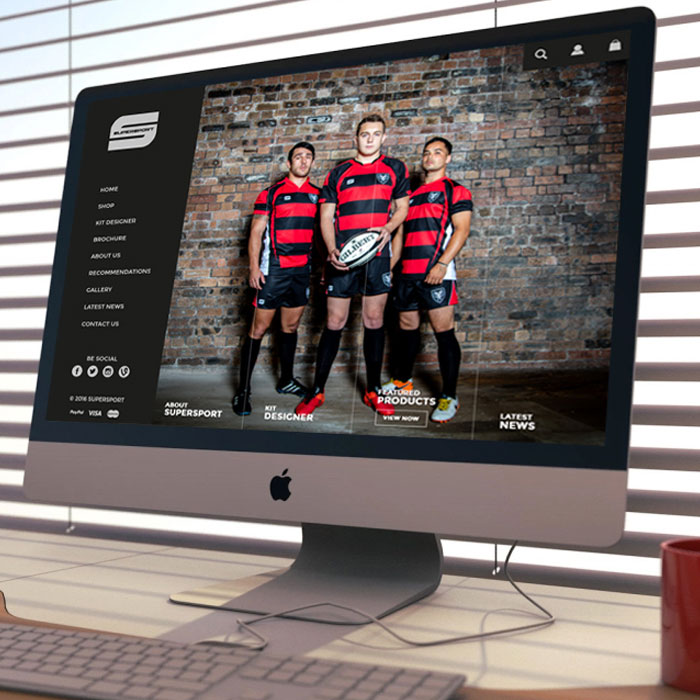 SUPERSPORT
HOME
SHOP
KIT DESIGNER
BROCHURE
ABOUT US
RECOMMENDATIONS
GALLERY
LATEST NEWS
CONTACT US
BE SOCIAL
© 2016 SUPERSPORT
PayPal VISA
GILBERT
ABOUT
SUPERSPORT
KIT
DESIGNER
FEATURED
PRODUCTS
VIEW NOW
LATEST
NEWS